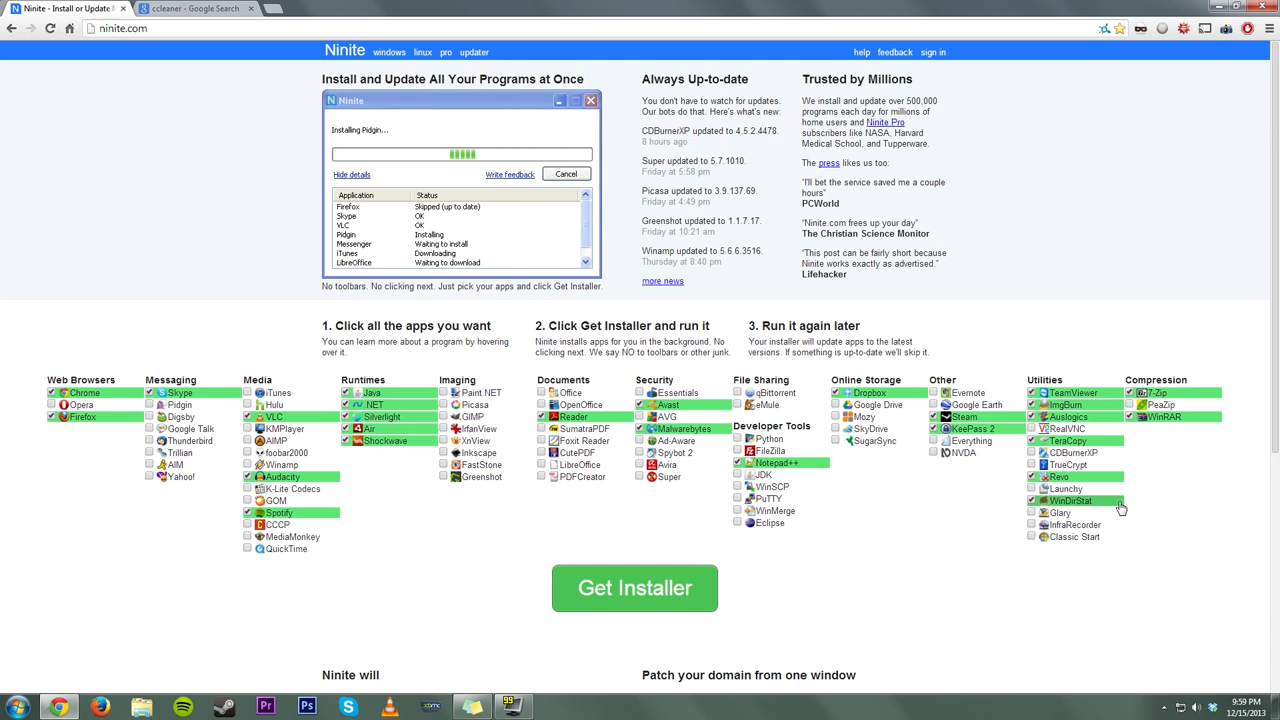 Ninite - Install or Update M
ccleaner - Google Search
ninite.com
Ninite windows linux pro updater help feedback sign in
Install and Update All Your Programs at Once
Ninite
Installing Pidgin...
Hide details Write feedback Cancel
Application Status
Firefox Skipped (up to date)
Skype OK
VLC OK
Pidgin Installing
Messenger Waiting to install
iTunes Downloading
LibreOffice Waiting to download
No toolbars. No clicking next. Just pick your apps and click Get Installer.
Always Up-to-date
You don't have to watch for updates.
Our bots do that. Here's what's new:
CDBurnerXP updated to 4.5.2.4478.
8 hours ago
Super updated to 5.7.1010.
Friday at 5:58 pm
Picasa updated to 3.9.137.69.
Friday at 4:49 pm
Greenshot updated to 1.1.7.17.
Friday at 10:21 am
Winamp updated to 5.6.6.3516.
Thursday at 8:40 pm
more news
Trusted by Millions
We install and update over 500,000
programs each day for millions of
home users and Ninite Pro
subscribers like NASA, Harvard
Medical School, and Tupperware.
The press likes us too:
"I'll bet the service saved me a couple
hours"
PCWorld
"Ninite.com frees up your day"
The Christian Science Monitor
"This post can be fairly short because
Ninite works exactly as advertised."
Lifehacker
1. Click all the apps you want
You can learn more about a program by hovering
over it.
2. Click Get Installer and run it
Ninite installs apps for you in the background. No
clicking next. We say NO to toolbars or other junk.
3. Run it again later
Your installer will update apps to the latest
versions. If something is up-to-date we'll skip it.
Web Browsers
Chrome
Opera
Firefox
Messaging
Skype
Pidgin
Digsby
Google Talk
Thunderbird
Trillian
AIM
Yahoo!
Media
iTunes
Hulu
VLC
KMPlayer
AIMP
foobar2000
Winamp
Audacity
K-Lite Codecs
GOM
Spotify
CCCP
MediaMonkey
QuickTime
Runtimes
Java
.NET
Silverlight
Air
Shockwave
Imaging
Paint.NET
Picasa
GIMP
IrfanView
XnView
Inkscape
FastStone
Greenshot
Documents
Office
OpenOffice
Reader
SumatraPDF
Foxit Reader
CutePDF
LibreOffice
PDFCreator
Security
Essentials
Avast
AVG
Malwarebytes
Ad-Aware
Spybot 2
Avira
Super
File Sharing
qBittorrent
eMule
Developer Tools
Python
FileZilla
Notepad++
JDK
WinSCP
PuTTY
WinMerge
Eclipse
Online Storage
Dropbox
Google Drive
Mozy
SkyDrive
SugarSync
Other
Evernote
Google Earth
Steam
KeePass 2
Everything
NVDA
Utilities
TeamViewer
ImgBurn
Auslogics
RealVNC
TeraCopy
CDBurnerXP
TrueCrypt
Revo
Launchy
WinDirStat
Glary
InfraRecorder
Classic Start
Compression
7-Zip
PeaZip
WinRAR
Get Installer
Ninite will
Patch your domain from one window
Pr Ps 99
9:59 PM
12/15/2013